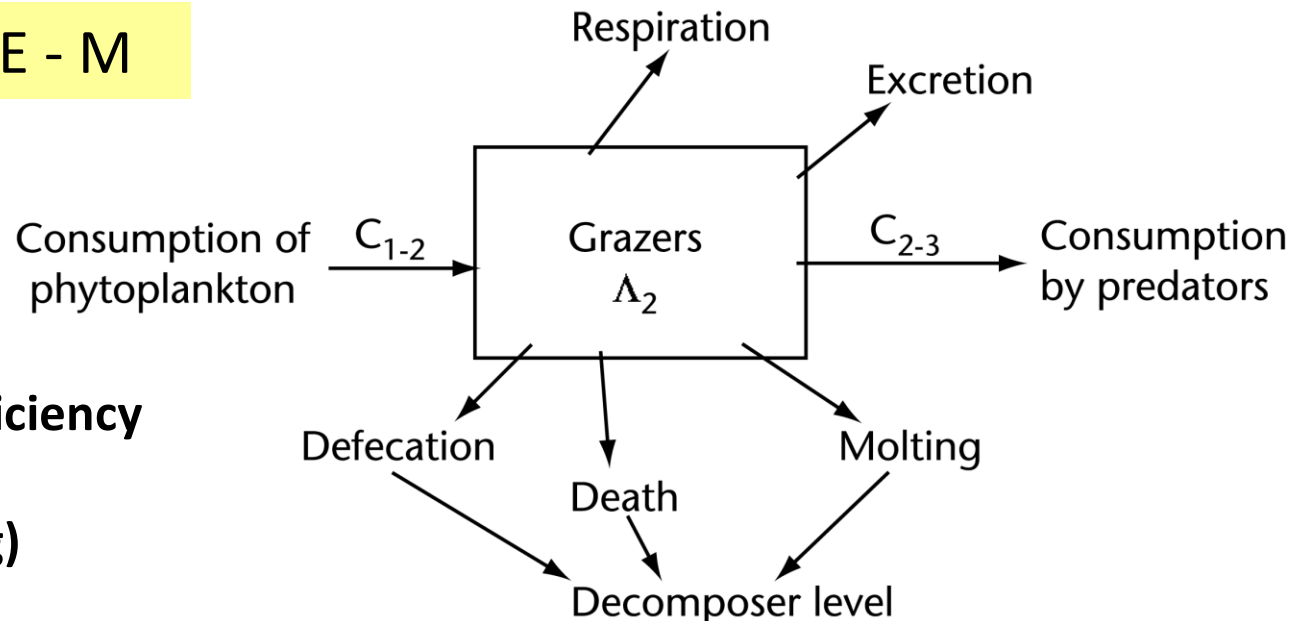 E - M
Respiration
Excretion
Consumption of
phytoplankton
C1-2
Grazers
Λ2
C2-3
Consumption
by predators
iciency
Defecation
Death
Molting
g)
Decomposer level